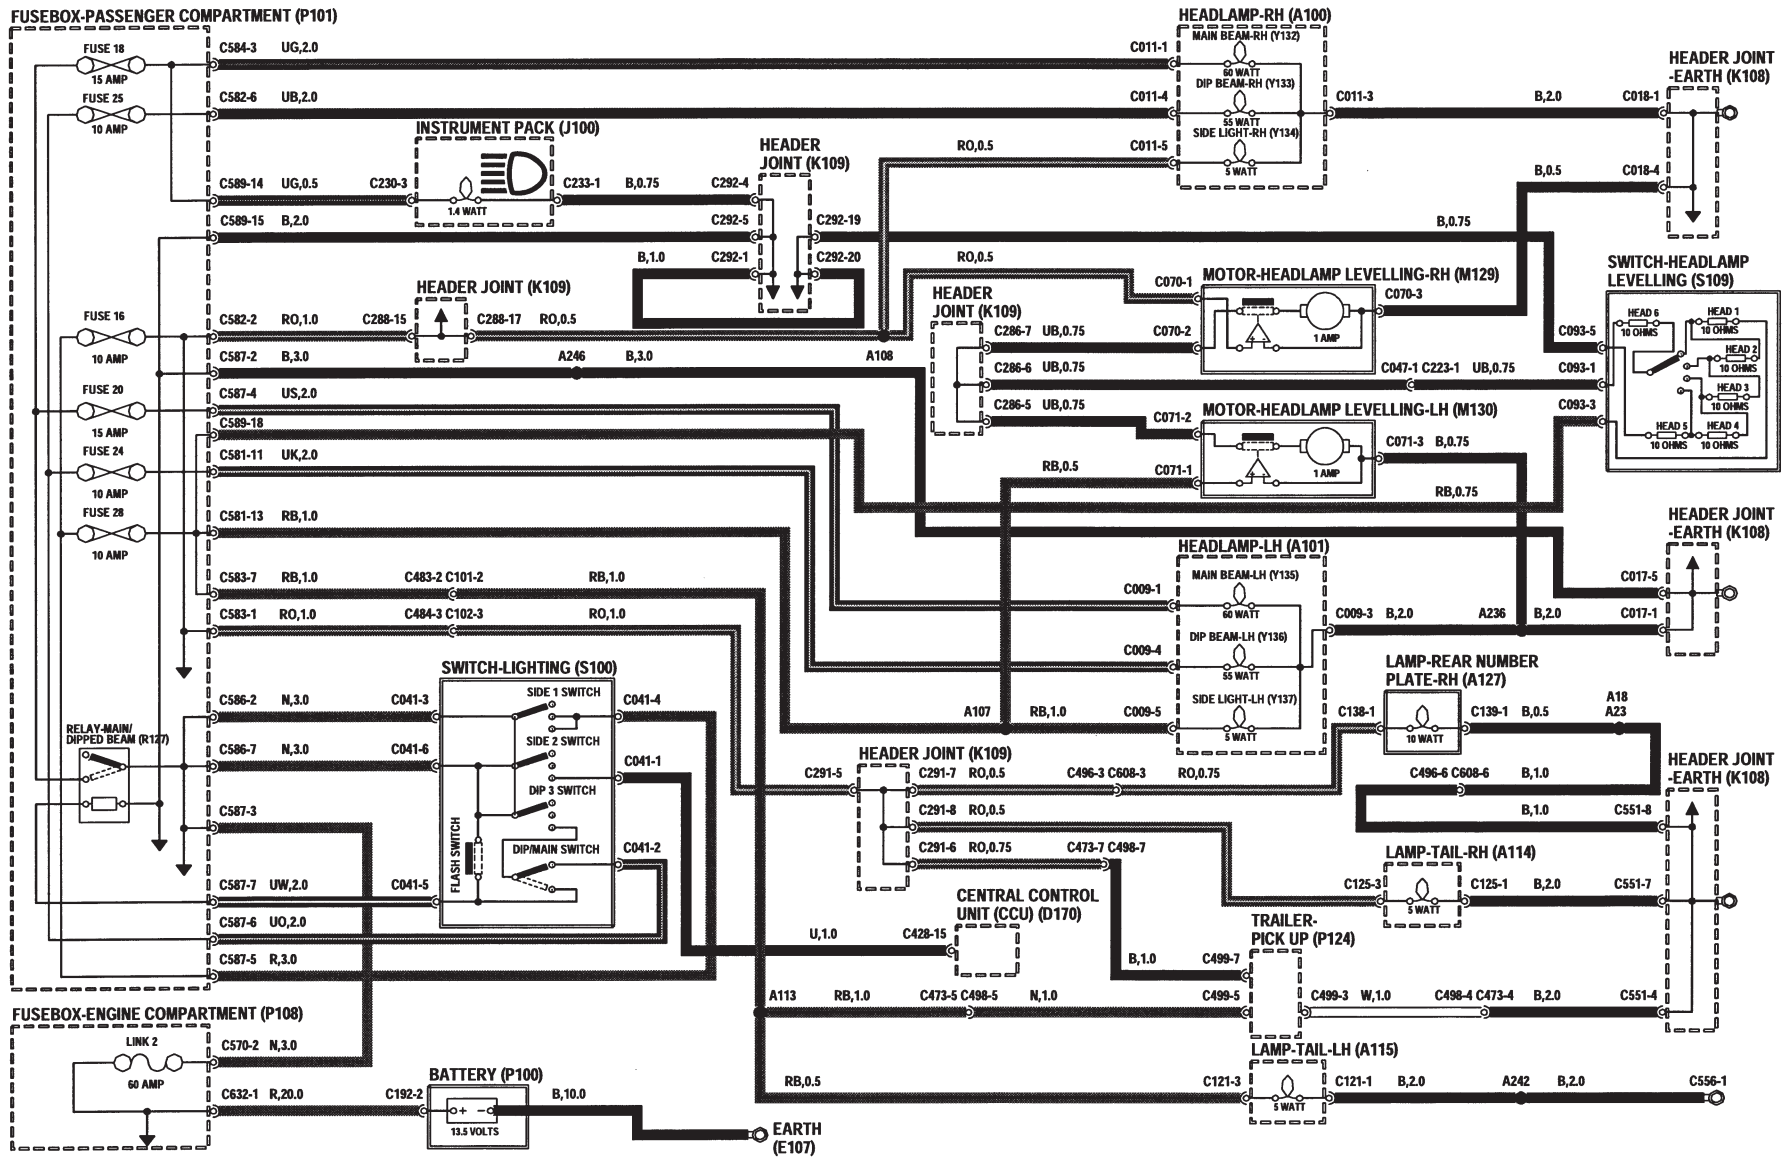 FUSEBOX-PASSENGER COMPARTMENT (P101)
HEADLAMP-RH (A100)
FUSE 18
15 AMP
C584-3 UG,2.0
C011-1
MAIN BEAM-RH (Y132)
60 WATT
HEADER JOINT
-EARTH (K108)
FUSE 25
10 AMP
C582-6 UB,2.0
C011-4
DIP BEAM-RH (Y133)
55 WATT
C011-3
B,2.0
C018-1
INSTRUMENT PACK (J100)
HEADER
JOINT (K109)
RO,0.5
C011-5
SIDE LIGHT-RH (Y134)
5 WATT
C589-14 UG,0.5
C230-3
1.4 WATT
C233-1 B,0.75
C292-4
B,0.5
C018-4
C589-15 B,2.0
C292-5
C292-19
B,0.75
B,1.0
C292-1
C292-20
RO,0.5
HEADER JOINT (K109)
HEADER
JOINT (K109)
C070-1
MOTOR-HEADLAMP LEVELLING-RH (M129)
C070-3
1 AMP
SWITCH-HEADLAMP
LEVELLING (S109)
FUSE 16
10 AMP
C582-2 RO,1.0
C288-15
C288-17 RO,0.5
C286-7 UB,0.75
C070-2
C093-5
HEAD 6
10 OHMS
HEAD 1
10 OHMS
C587-2 B,3.0
A246
B,3.0
A108
C286-6 UB,0.75
C047-1 C223-1 UB,0.75
C093-1
HEAD 2
10 OHMS
FUSE 20
15 AMP
C587-4 US,2.0
C286-5 UB,0.75
C071-2
MOTOR-HEADLAMP LEVELLING-LH (M130)
C093-3
HEAD 3
10 OHMS
C589-18
C071-3 B,0.75
1 AMP
HEAD 5
10 OHMS
HEAD 4
10 OHMS
FUSE 24
10 AMP
C581-11 UK,2.0
RB,0.5
C071-1
RB,0.75
FUSE 28
10 AMP
C581-13 RB,1.0
HEADER JOINT
-EARTH (K108)
HEADLAMP-LH (A101)
C583-7 RB,1.0
C483-2 C101-2
RB,1.0
C009-1
MAIN BEAM-LH (Y135)
60 WATT
C017-5
C583-1 RO,1.0
C484-3 C102-3
RO,1.0
C009-3 B,2.0
A236
B,2.0
C017-1
C009-4
DIP BEAM-LH (Y136)
55 WATT
SWITCH-LIGHTING (S100)
LAMP-REAR NUMBER
PLATE-RH (A127)
C586-2 N,3.0
C041-3
SIDE 1 SWITCH
C041-4
A107
RB,1.0
C009-5
SIDE LIGHT-LH (Y137)
5 WATT
C138-1
10 WATT
C139-1 B,0.5
A18
A23
RELAY-MAIN/
DIPPED BEAM (R127)
C586-7 N,3.0
C041-6
SIDE 2 SWITCH
C041-1
HEADER JOINT (K109)
HEADER JOINT
-EARTH (K108)
C291-5
C291-7 RO,0.5
C496-3 C608-3
RO,0.75
C496-6 C608-6
B,1.0
DIP 3 SWITCH
C587-3
C291-8 RO,0.5
B,1.0
C551-8
FLASH SWITCH
DIP/MAIN SWITCH
C041-2
C291-6 RO,0.75
C473-7 C498-7
LAMP-TAIL-RH (A114)
C587-7 UW,2.0
C041-5
CENTRAL CONTROL
UNIT (CCU) (D170)
C125-3
5 WATT
C125-1
B,2.0
C551-7
C587-6 UO,2.0
U,1.0
C428-15
TRAILER-
PICK UP (P124)
C587-5 R,3.0
B,1.0
C499-7
A113
RB,1.0
C473-5 C498-5
N,1.0
C499-5
C499-3 W,1.0
C498-4 C473-4
B,2.0
C551-4
FUSEBOX-ENGINE COMPARTMENT (P108)
LINK 2
60 AMP
C570-2 N,3.0
LAMP-TAIL-LH (A115)
BATTERY (P100)
C632-1 R,20.0
C192-2
+ -
13.5 VOLTS
B,10.0
RB,0.5
C121-3
5 WATT
C121-1
B,2.0
A242
B,2.0
C556-1
EARTH
(E107)